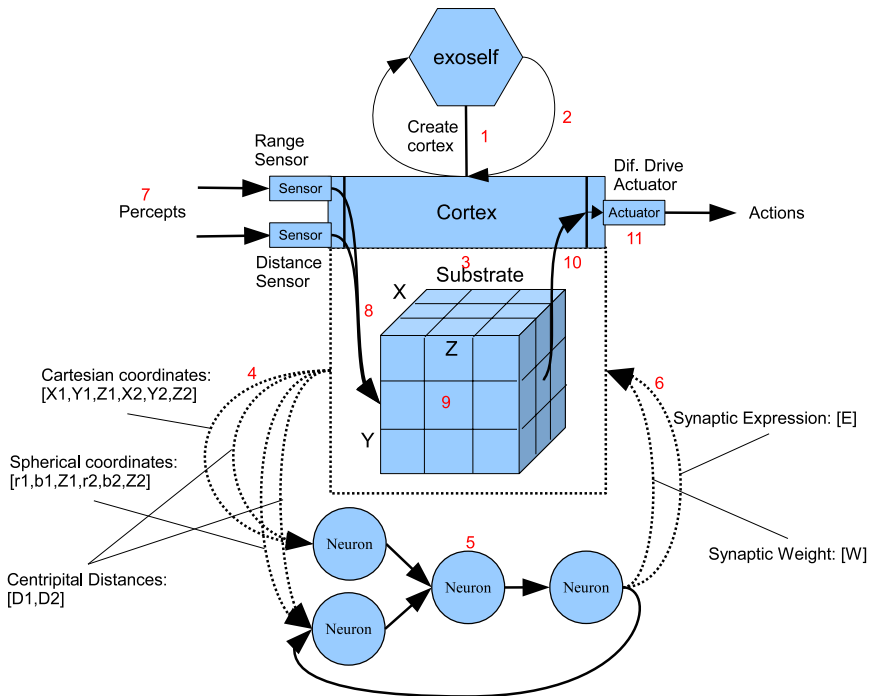 exoself
Create
cortex
1
2
Range
Sensor
Dif. Drive
Actuator
7
Percepts
Sensor
Sensor
Cortex
Actuator
Actions
11
Distance
Sensor
3
10
Substrate
X
8
Z
9
Y
Cartesian coordinates:
[X1,Y1,Z1,X2,Y2,Z2]
4
6
Synaptic Expression: [E]
Spherical coordinates:
[r1,b1,Z1,r2,b2,Z2]
Synaptic Weight: [W]
Centripital Distances:
[D1,D2]
5
Neuron
Neuron
Neuron
Neuron